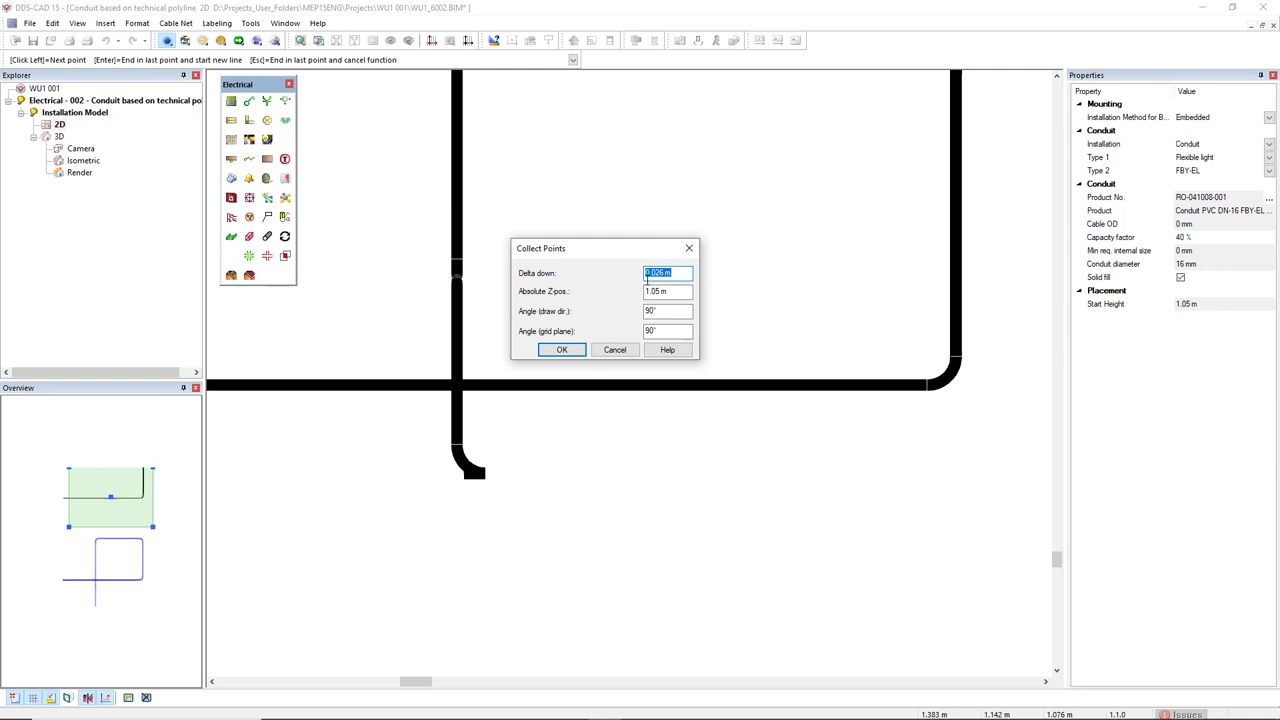 DDS-CAD 15 - [Conduit based on technical polyline  2D  D:\Projects_User_Folders\MEP15ENG\Projects\WU1 001\WU1_6002.BIM* ]
File Edit View Insert Format Cable Net Labeling Tools Window Help
[Click Left]=Next point  [Enter]=End in last point and start new line  [Esc]=End in last point and cancel function
Explorer
WU1 001
Electrical - 002 - Conduit based on technical po
Installation Model
2D
3D
Camera
Isometric
Render
Overview
Electrical
Collect Points
Delta down: 0.026 m
Absolute Z-pos.: 1.05 m
Angle (draw dir.): 90°
Angle (grid plane): 90°
OK Cancel Help
Properties
Property Value
Mounting
Installation Method for B... Embedded
Conduit
Installation Conduit
Type 1 Flexible light
Type 2 FBY-EL
Conduit
Product No. RO-041008-001 ...
Product Conduit PVC DN-16 FBY-EL ...
Cable OD 0 mm
Capacity factor 40 %
Min req. internal size 0 mm
Conduit diameter 16 mm
Solid fill
Placement
Start Height 1.05 m
1.383 m 1.142 m 1.076 m 1.1.0 Issues